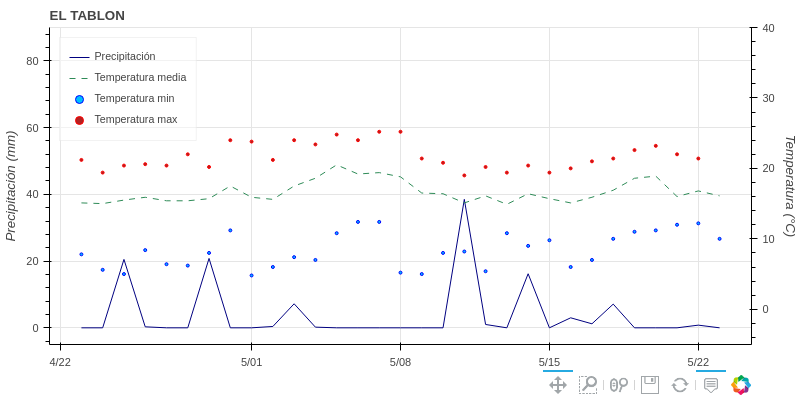 EL TABLON
Precipitación
Temperatura media
Temperatura min
Temperatura max
Precipitación (mm)
80
60
40
20
0
40
30
20
10
0
Temperatura (°C)
4/22
5/01
5/08
5/15
5/22